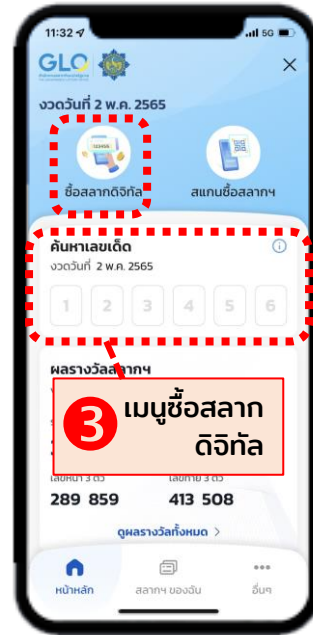 11:32
5G
GLO
งวดวันที่ 2 พ.ค. 2565
123456
ซื้อสลากดิจิทัล
สแกนซื้อสลากฯ
ค้นหาเลขเด็ด
งวดวันที่ 2 พ.ค. 2565
1 2 3 4 5 6
ผลรางวัลสลากฯ
3 เมนูซื้อสลาก
ดิจิทัล
เลขหน้า 3 ตัว
เลขท้าย 3 ตัว
289 859
413 508
ดูผลรางวัลทั้งหมด >
หน้าหลัก
สลากฯ ของฉัน
อื่นๆ